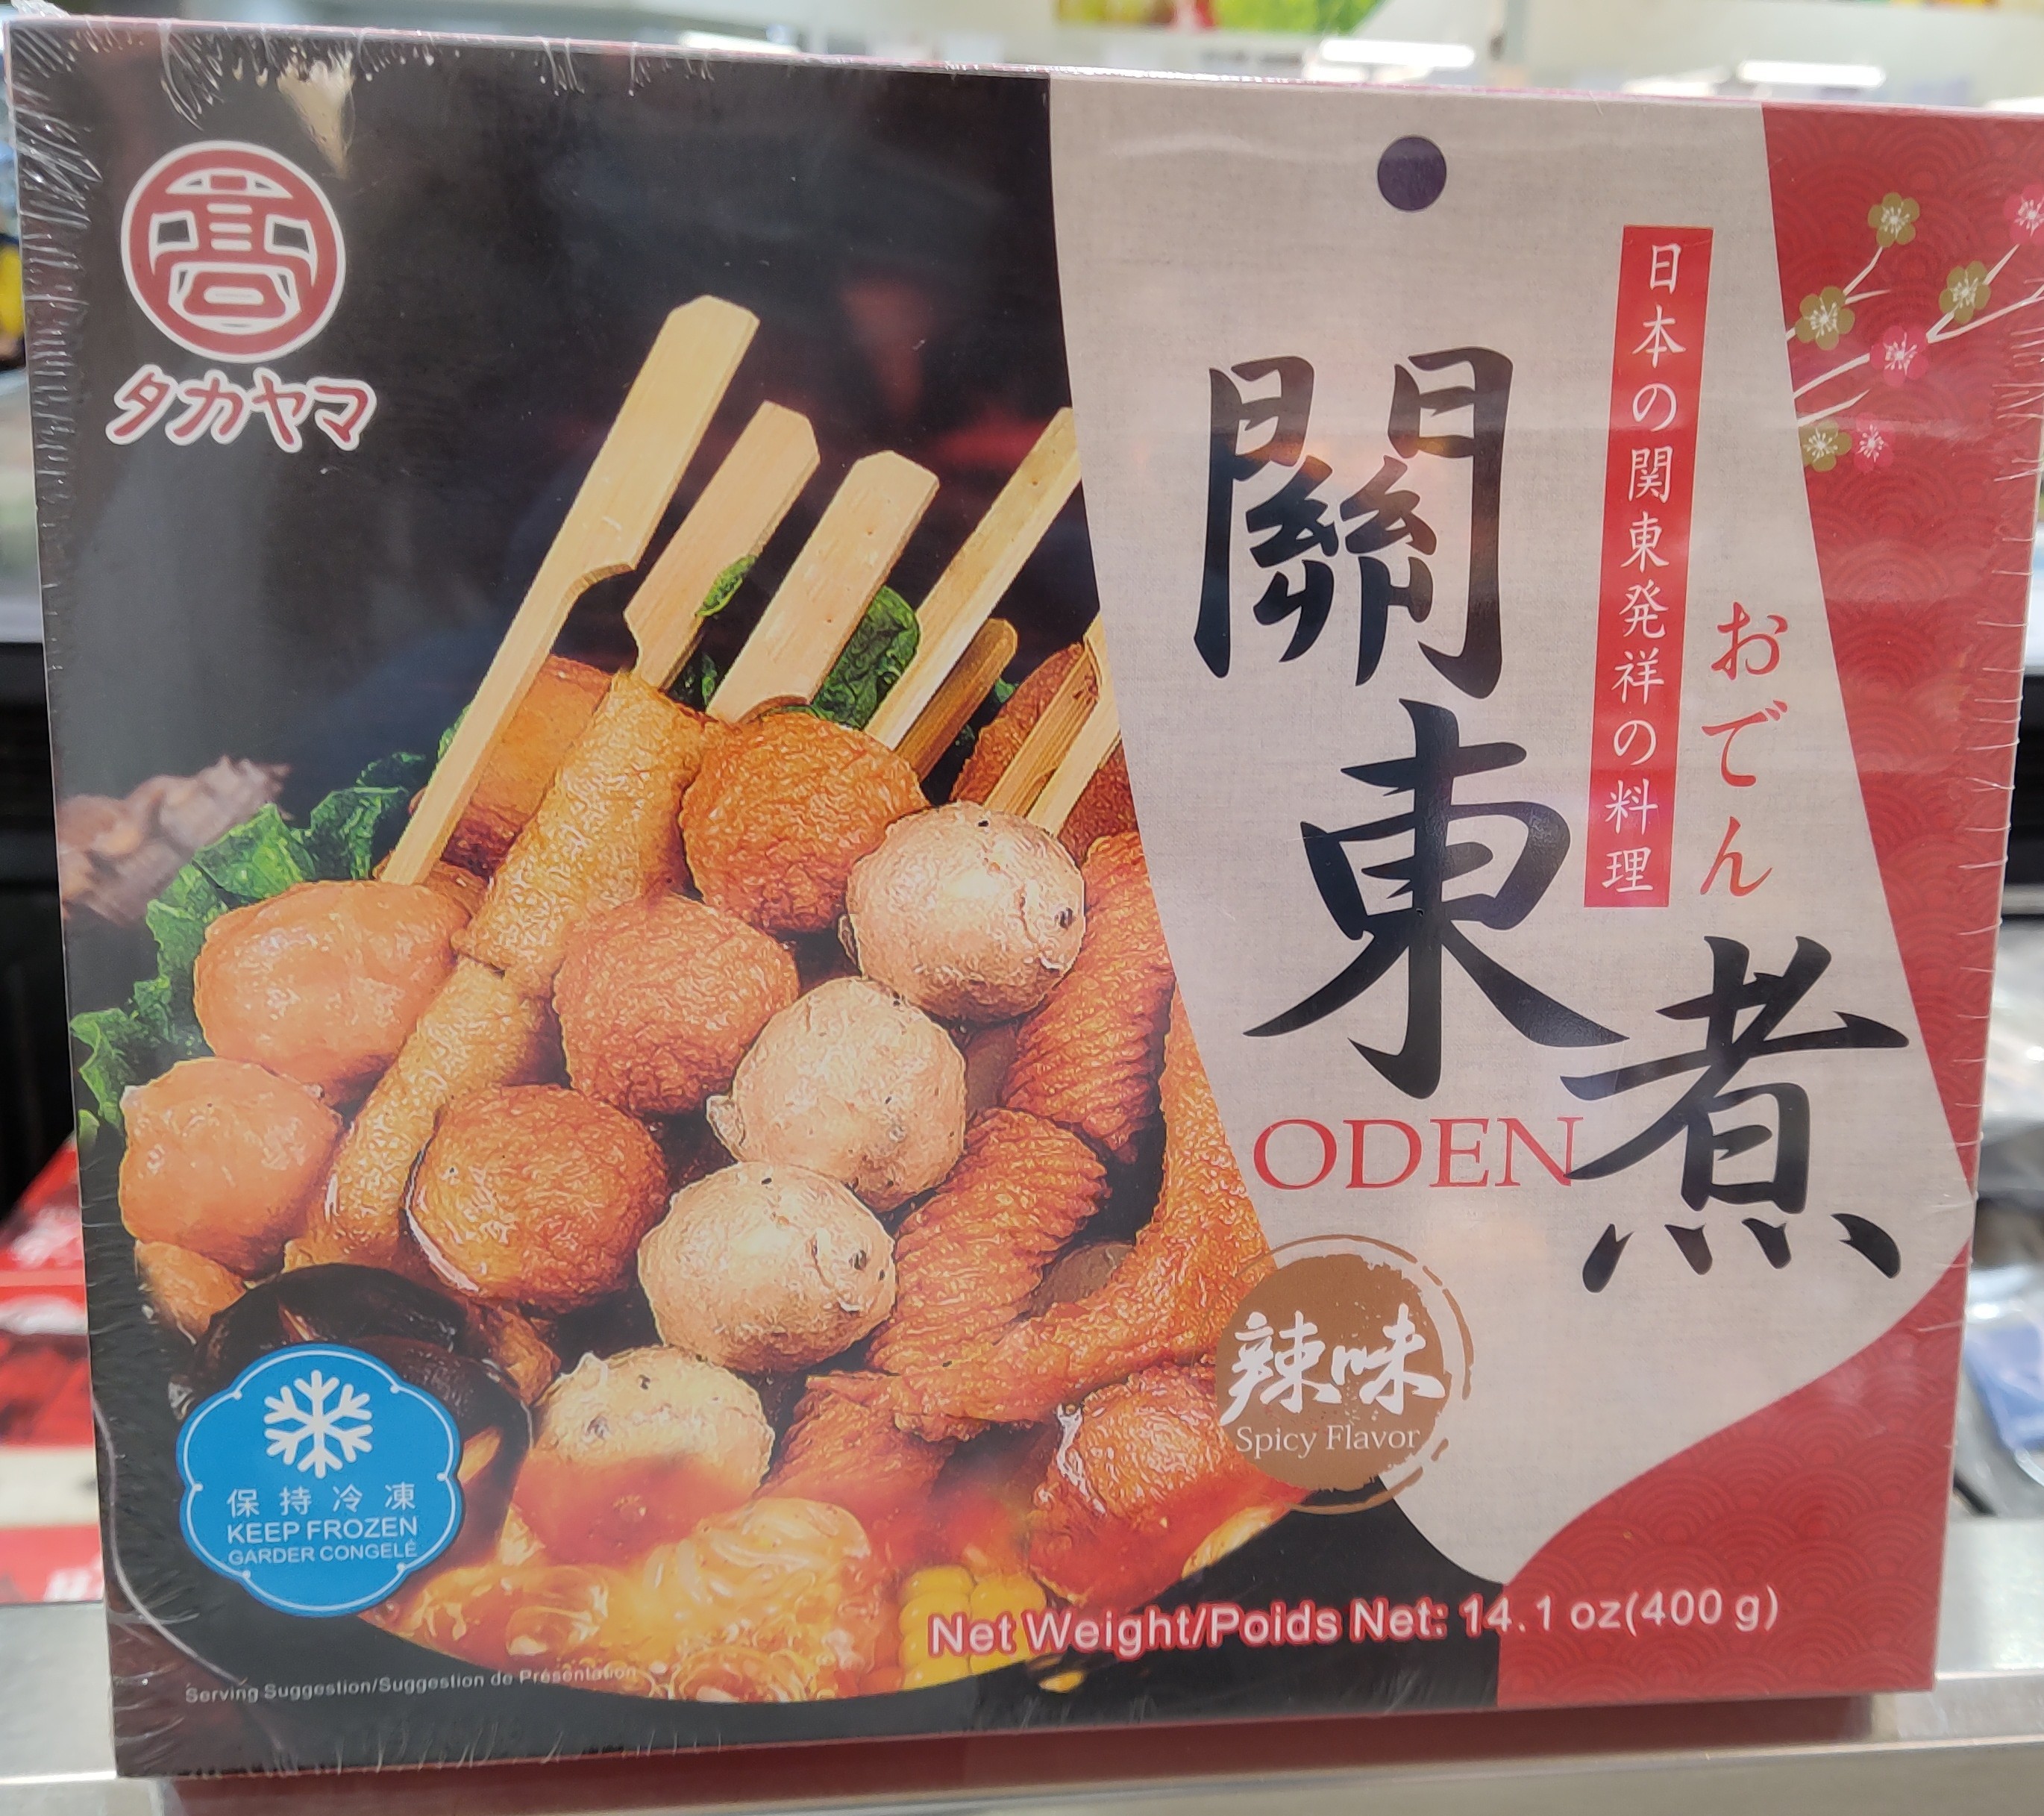 髙
タカヤマ
日本の関東発祥の料理
おでん
關東煮
ODEN
辣味
Spicy Flavor
保持冷凍
KEEP FROZEN
GARDER CONGELÉ
Net Weight/Poids Net: 14.1 oz(400 g)
Serving Suggestion/Suggestion de Présentation